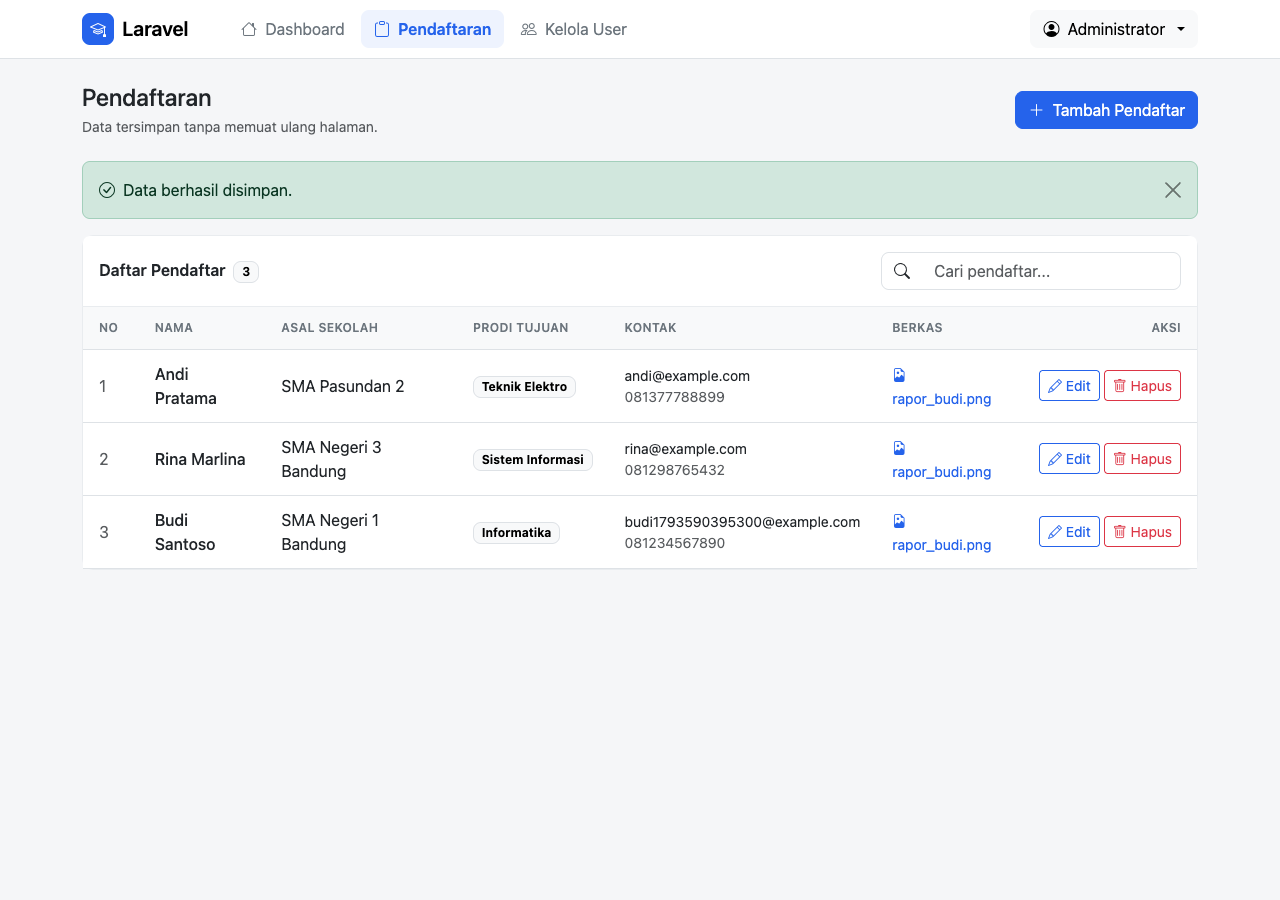 Laravel Dashboard Pendaftaran Kelola User Administrator
Pendaftaran
Data tersimpan tanpa memuat ulang halaman.
Tambah Pendaftar
Data berhasil disimpan.
Daftar Pendaftar 3
Cari pendaftar...
NO NAMA ASAL SEKOLAH PRODI TUJUAN KONTAK BERKAS AKSI
1
Andi
Pratama
SMA Pasundan 2
Teknik Elektro
andi@example.com
081377788899
rapor_budi.png
Edit Hapus
2
Rina Marlina
SMA Negeri 3
Bandung
Sistem Informasi
rina@example.com
081298765432
rapor_budi.png
Edit Hapus
3
Budi
Santoso
SMA Negeri 1
Bandung
Informatika
budi1793590395300@example.com
081234567890
rapor_budi.png
Edit Hapus